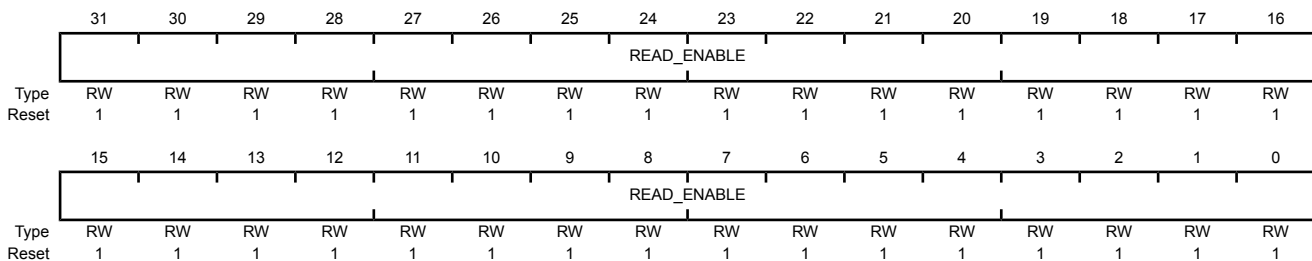 31 30 29 28 27 26 25 24 23 22 21 20 19 18 17 16
READ_ENABLE
Type RW RW RW RW RW RW RW RW RW RW RW RW RW RW RW RW
Reset 1 1 1 1 1 1 1 1 1 1 1 1 1 1 1 1
15 14 13 12 11 10 9 8 7 6 5 4 3 2 1 0
READ_ENABLE
Type RW RW RW RW RW RW RW RW RW RW RW RW RW RW RW RW
Reset 1 1 1 1 1 1 1 1 1 1 1 1 1 1 1 1